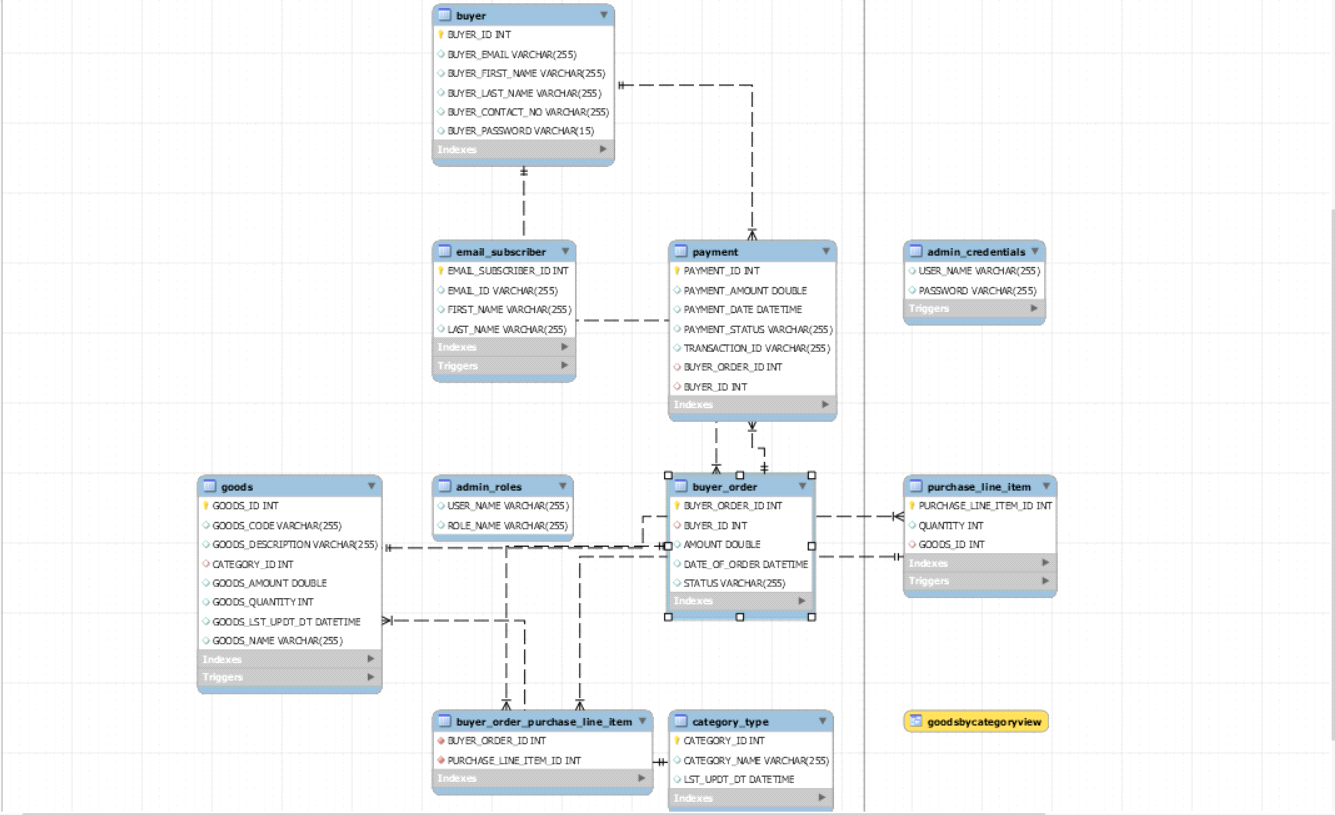 buyer
BUYER_ID INT
BUYER_EMAIL VARCHAR(255)
BUYER_FIRST_NAME VARCHAR(255)
BUYER_LAST_NAME VARCHAR(255)
BUYER_CONTACT_NO VARCHAR(255)
BUYER_PASSWORD VARCHAR(15)
Indexes
email_subscriber
EMAIL_SUBSCRIBER_ID INT
EMAIL_ID VARCHAR(255)
FIRST_NAME VARCHAR(255)
LAST_NAME VARCHAR(255)
Indexes
Triggers
payment
PAYMENT_ID INT
PAYMENT_AMOUNT DOUBLE
PAYMENT_DATE DATETIME
PAYMENT_STATUS VARCHAR(255)
TRANSACTION_ID VARCHAR(255)
BUYER_ORDER_ID INT
BUYER_ID INT
Indexes
admin_credentials
USER_NAME VARCHAR(255)
PASSWORD VARCHAR(255)
Triggers
goods
GOODS_ID INT
GOODS_CODE VARCHAR(255)
GOODS_DESCRIPTION VARCHAR(255)
CATEGORY_ID INT
GOODS_AMOUNT DOUBLE
GOODS_QUANTITY INT
GOODS_LST_UPDT_DT DATETIME
GOODS_NAME VARCHAR(255)
Indexes
Triggers
admin_roles
USER_NAME VARCHAR(255)
ROLE_NAME VARCHAR(255)
buyer_order
BUYER_ORDER_ID INT
BUYER_ID INT
AMOUNT DOUBLE
DATE_OF_ORDER DATETIME
STATUS VARCHAR(255)
Indexes
purchase_line_item
PURCHASE_LINE_ITEM_ID INT
QUANTITY INT
GOODS_ID INT
Indexes
Triggers
buyer_order_purchase_line_item
BUYER_ORDER_ID INT
PURCHASE_LINE_ITEM_ID INT
Indexes
category_type
CATEGORY_ID INT
CATEGORY_NAME VARCHAR(255)
LST_UPDT_DT DATETIME
Indexes
goodsbycategoryview